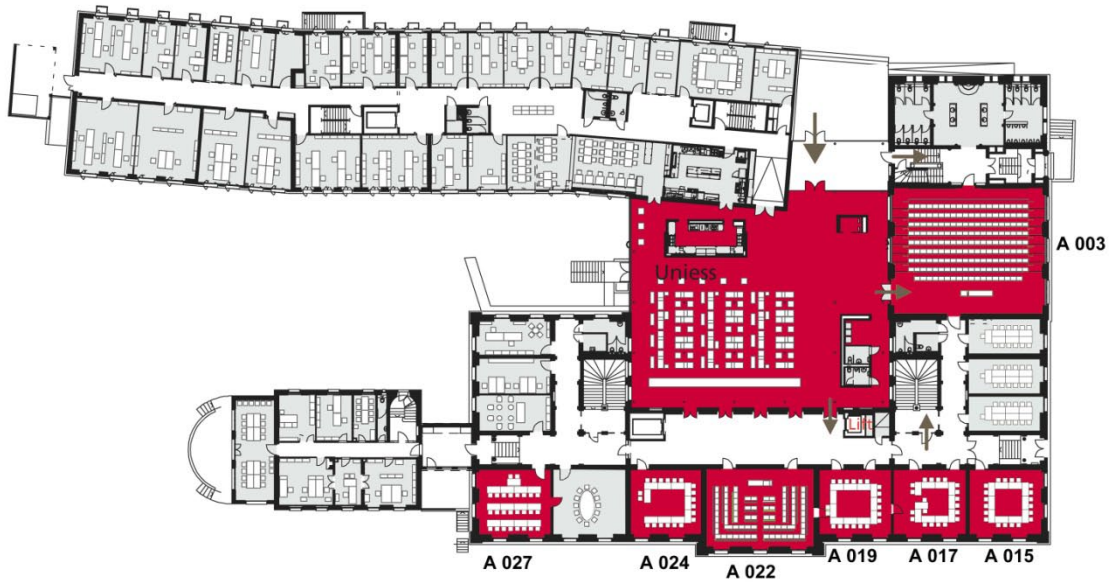 A 003
Uniess
Lift
A 027
A 024
A 022
A 019
A 017
A 015